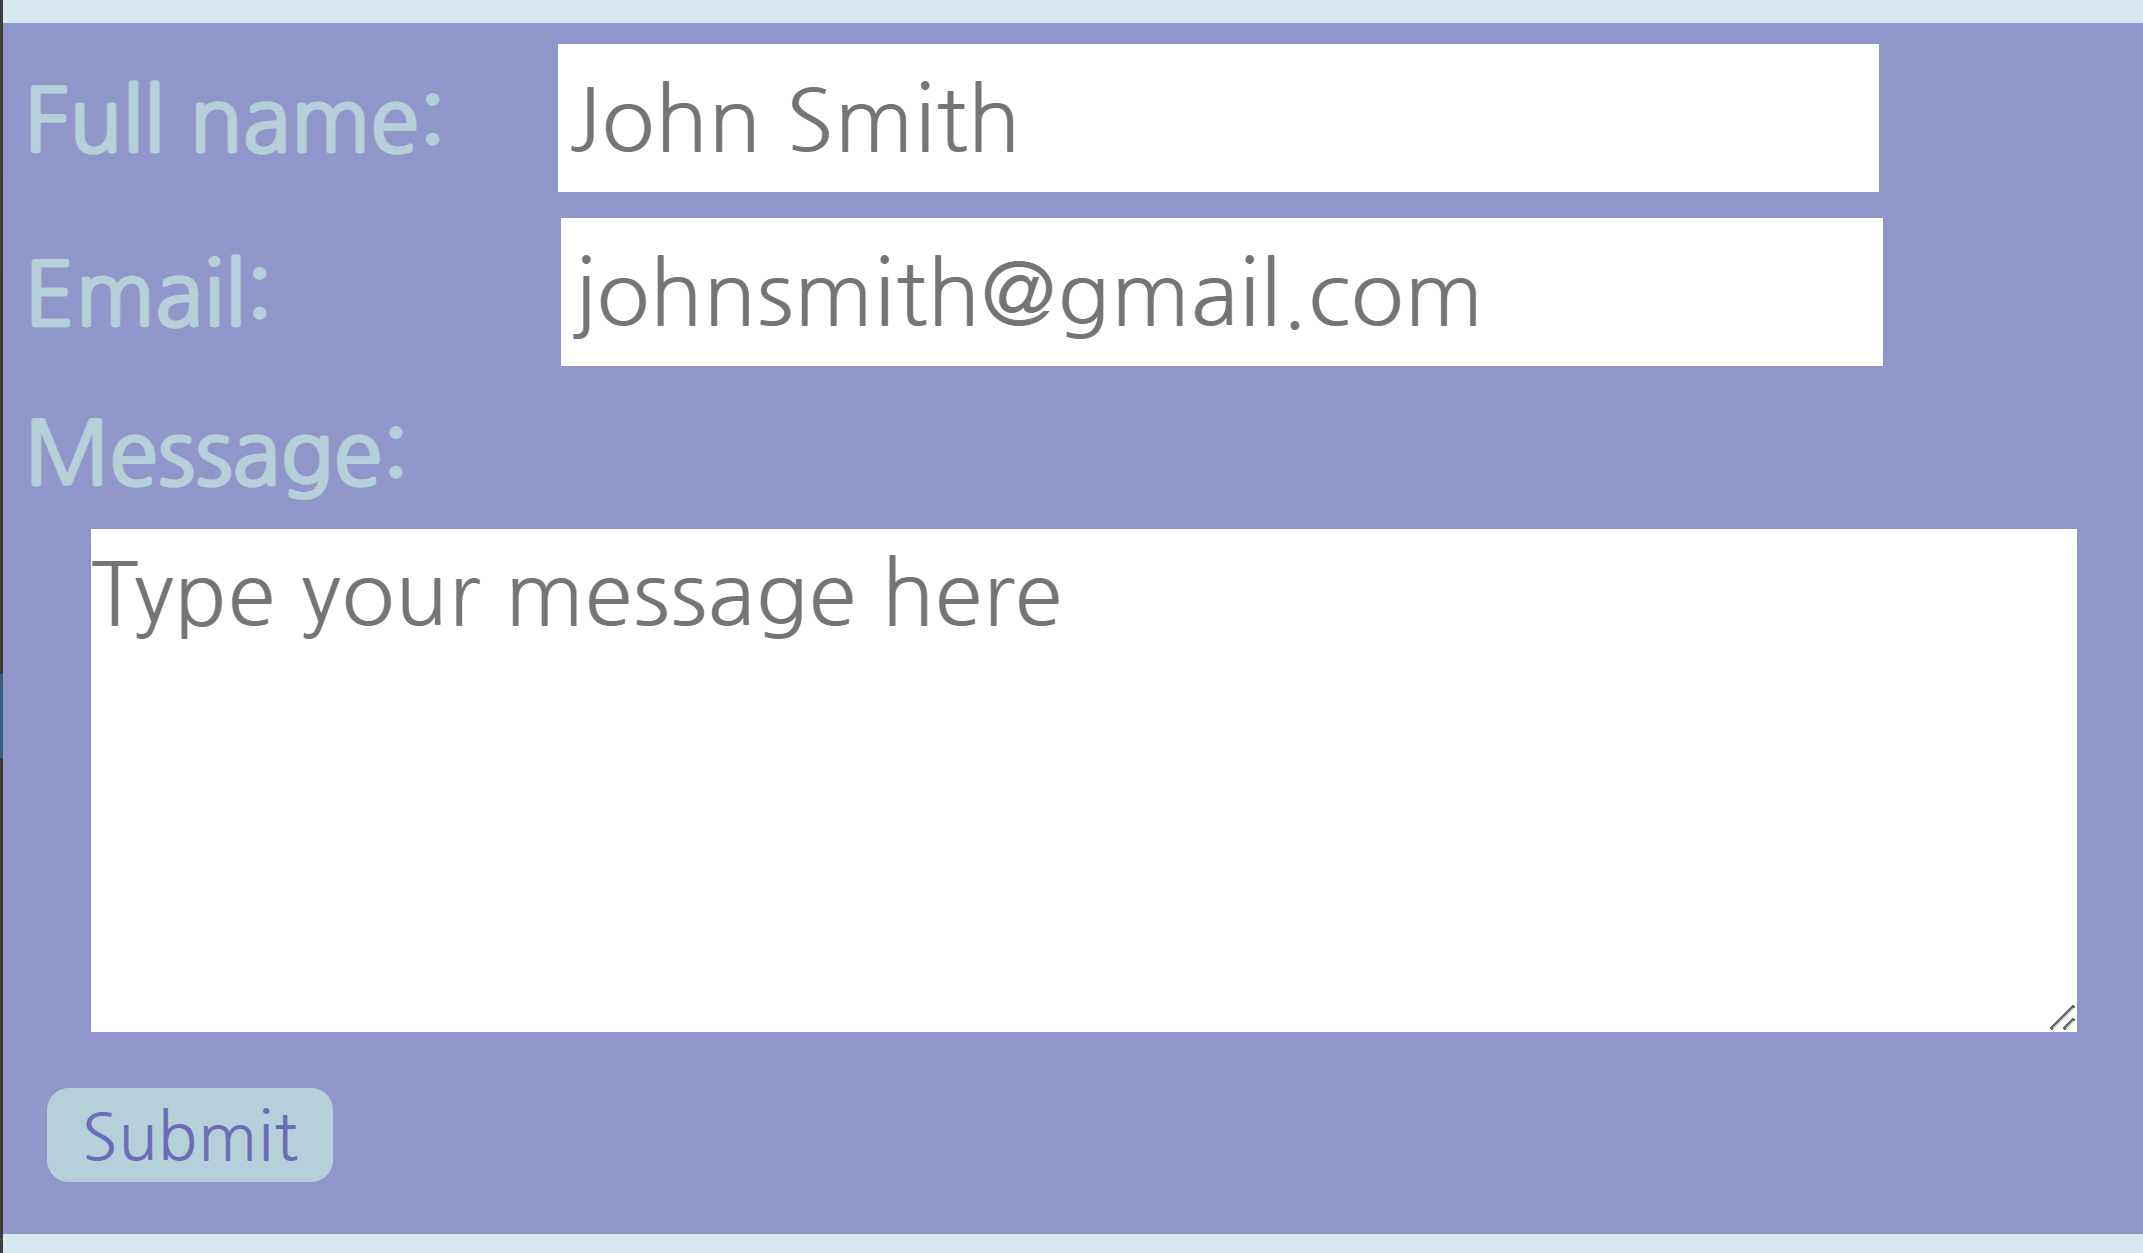 Full name: John Smith
Email: johnsmith@gmail.com
Message:
Type your message here
Submit